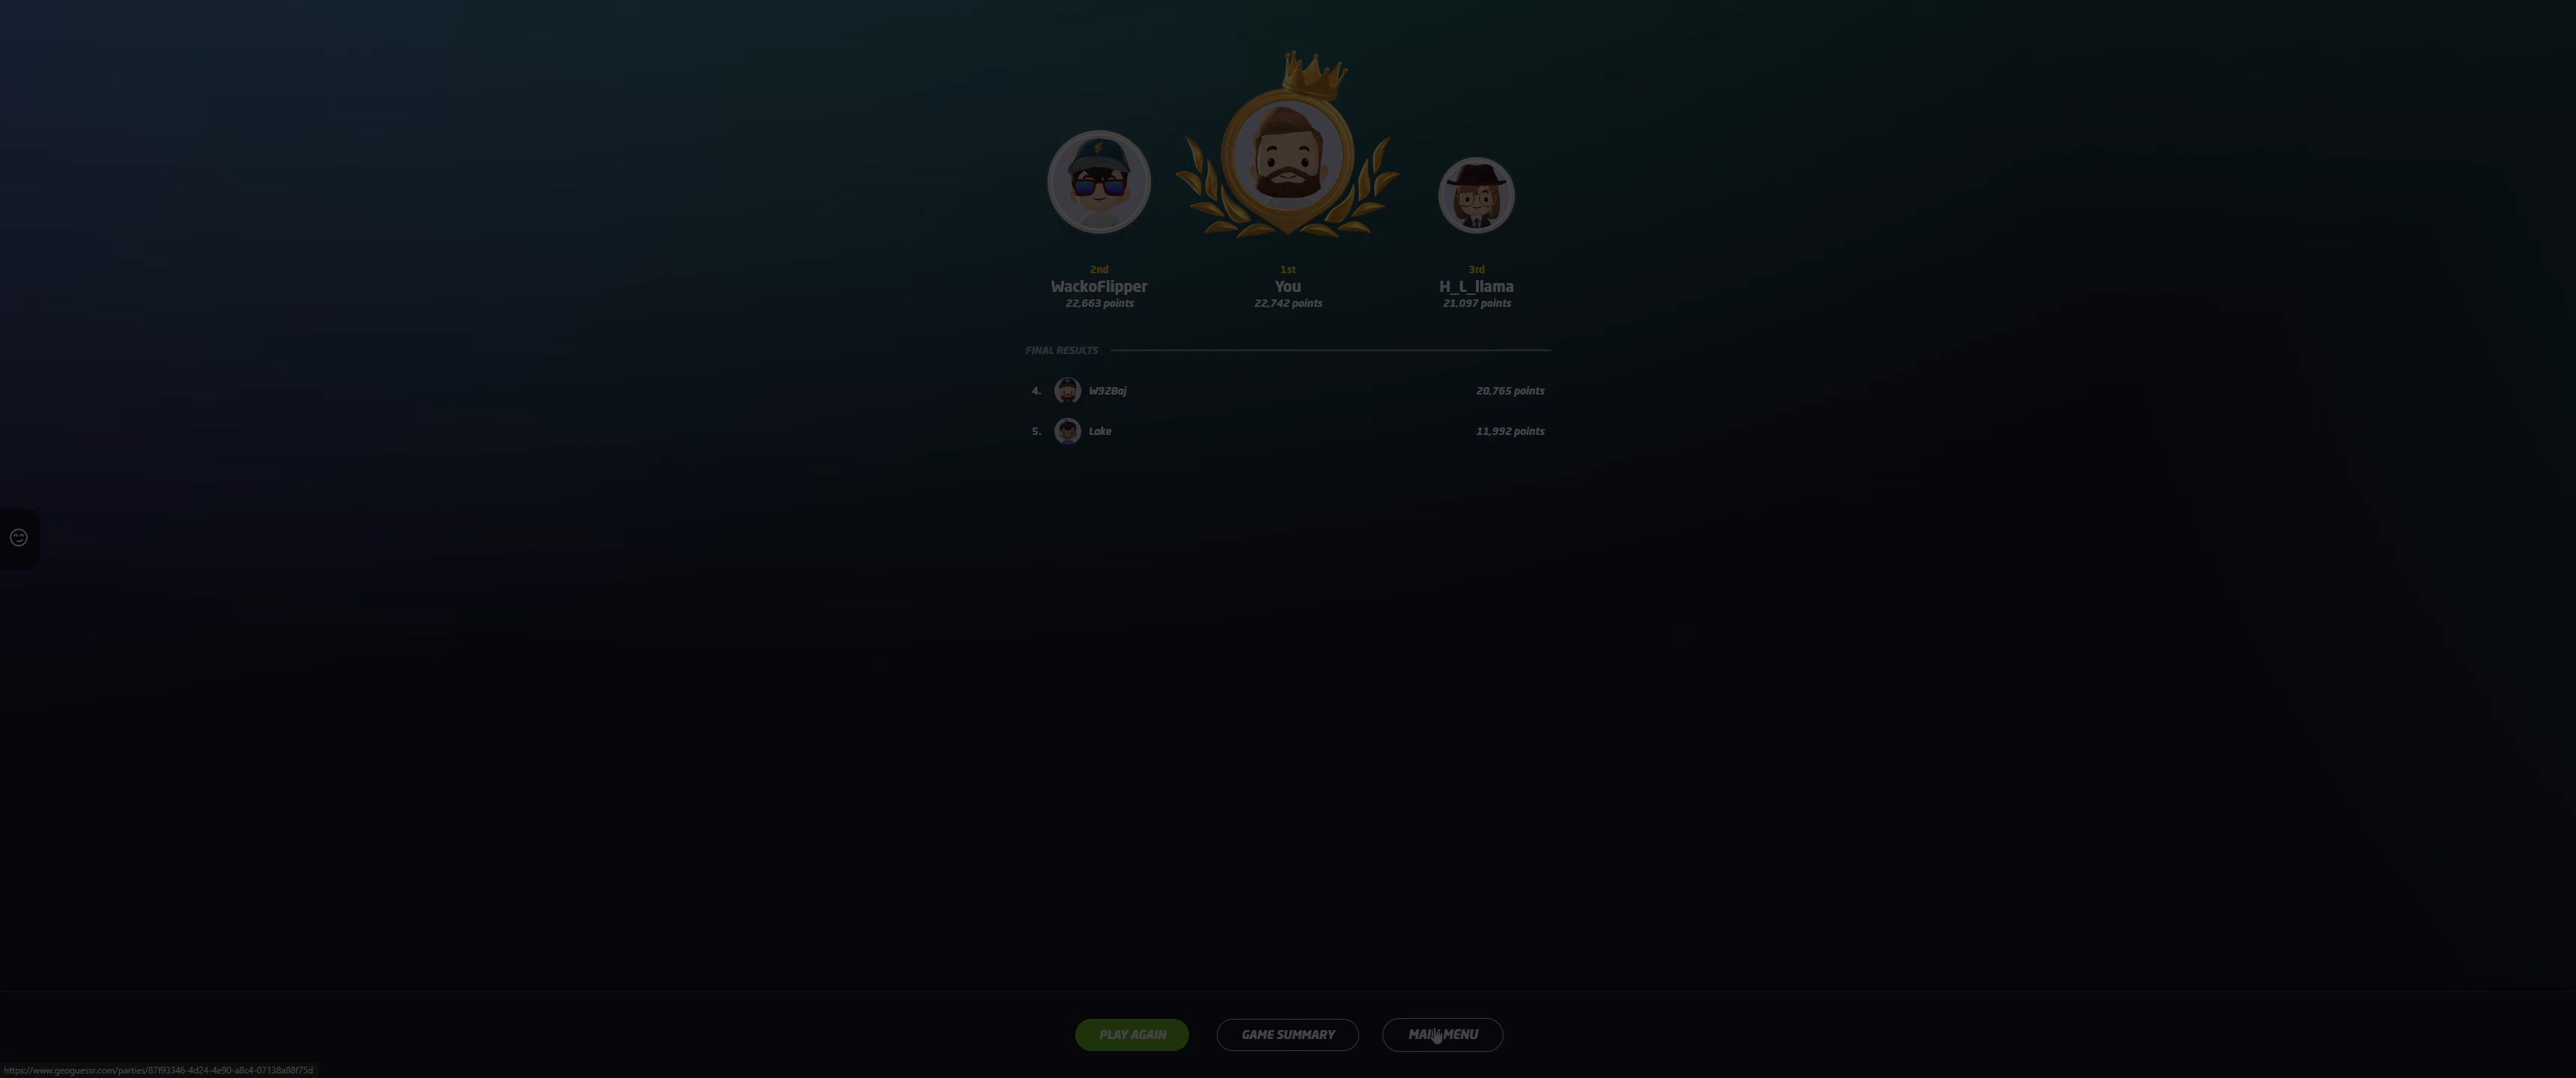 2nd
WackoFlipper
22,663 points
1st
You
22,742 points
3rd
H_L_llama
21,097 points
FINAL RESULTS
4. W92Baj 20,765 points
5. Lake 11,992 points
PLAY AGAIN
GAME SUMMARY
MAIN MENU
https://www.geoguessr.com/parties/87f93346-4d24-4e90-a8c4-07138a88f75d